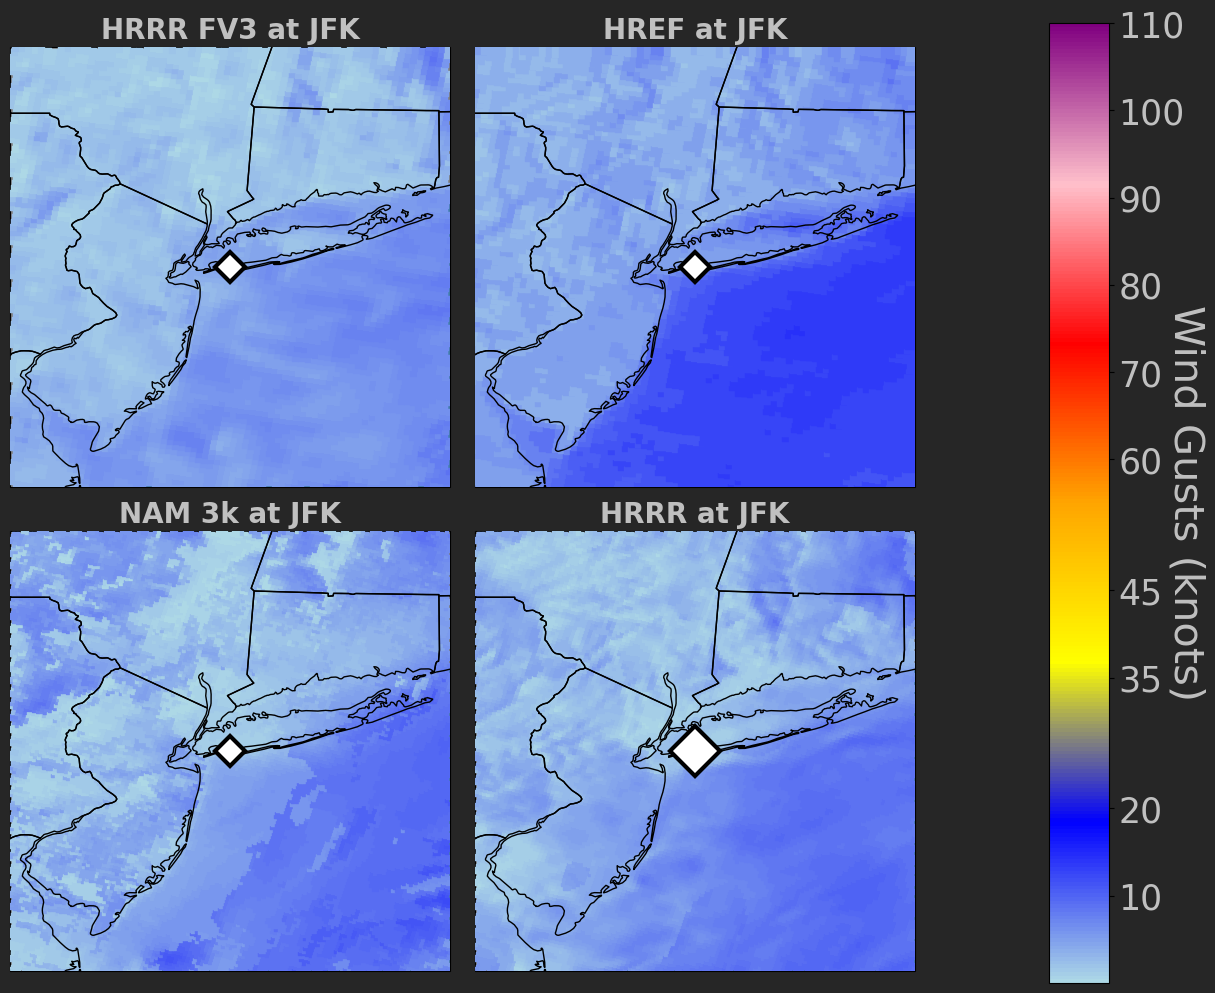 HRRR FV3 at JFK
HREF at JFK
NAM 3k at JFK
HRRR at JFK
110
100
90
80
70
60
45
35
20
10
Wind Gusts (knots)